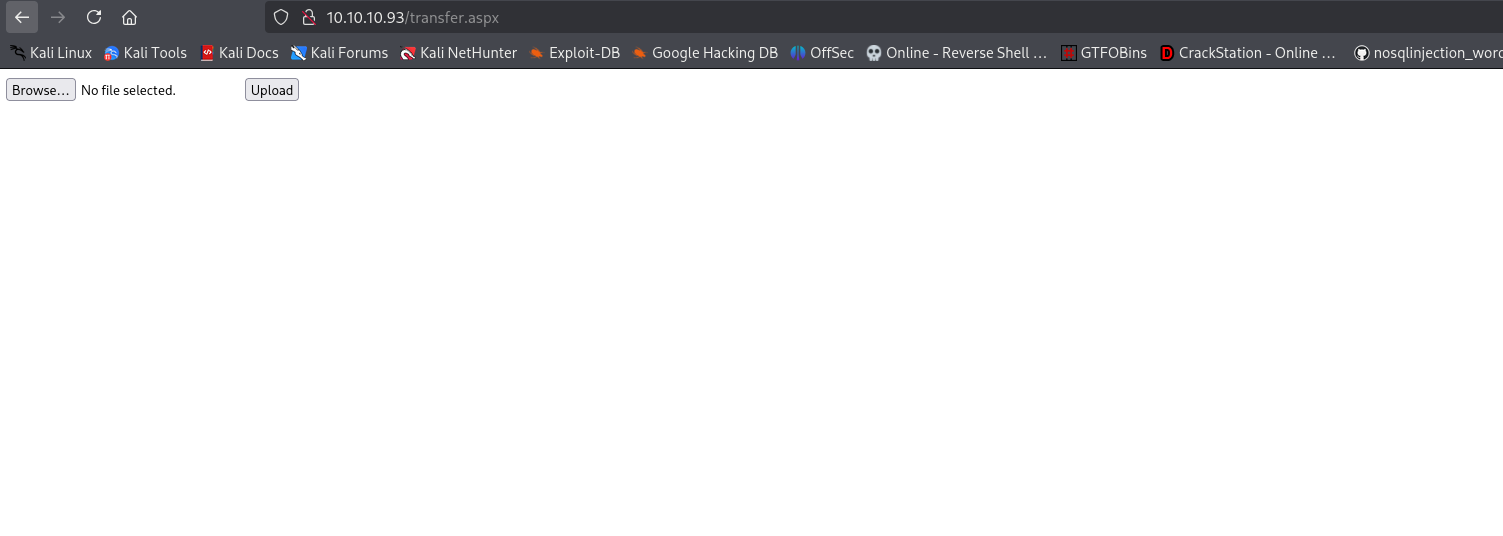 10.10.10.93/transfer.aspx
Kali Linux Kali Tools Kali Docs Kali Forums Kali NetHunter Exploit-DB Google Hacking DB OffSec Online - Reverse Shell … GTFOBins CrackStation - Online … nosqlinjection_word
Browse… No file selected. Upload